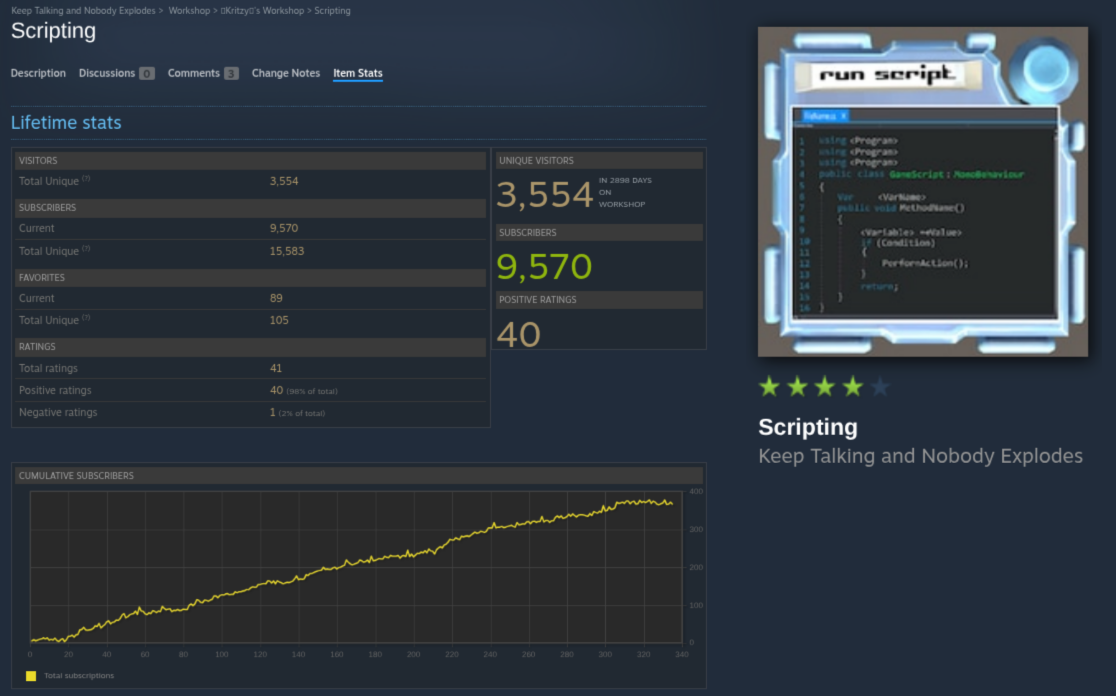 Keep Talking and Nobody Explodes > Workshop > Kritzy's Workshop > Scripting
Scripting
Description Discussions 0 Comments 3 Change Notes Item Stats
Lifetime stats
VISITORS
Total Unique (?) 3,554
SUBSCRIBERS
Current 9,570
Total Unique (?) 15,583
FAVORITES
Current 89
Total Unique (?) 105
RATINGS
Total ratings 41
Positive ratings 40 (98% of total)
Negative ratings 1 (2% of total)
UNIQUE VISITORS
3,554 IN 2898 DAYS
ON
WORKSHOP
SUBSCRIBERS
9,570
POSITIVE RATINGS
40
CUMULATIVE SUBSCRIBERS
400
300
200
100
0
0 20 40 60 80 100 120 140 160 180 200 220 240 260 280 300 320 340
Total subscriptions
run script
1 using <Program>
2 using <Program>
3 using <Program>
4 public class GameScript : MonoBehaviour
5 {
6 Var <VarName>
7 public void MethodName()
8 {
9 <Variable> =<Value>
10 if (Condition)
11 {
12 PerformAction();
13 }
14 return;
15 }
16 }
Scripting
Keep Talking and Nobody Explodes